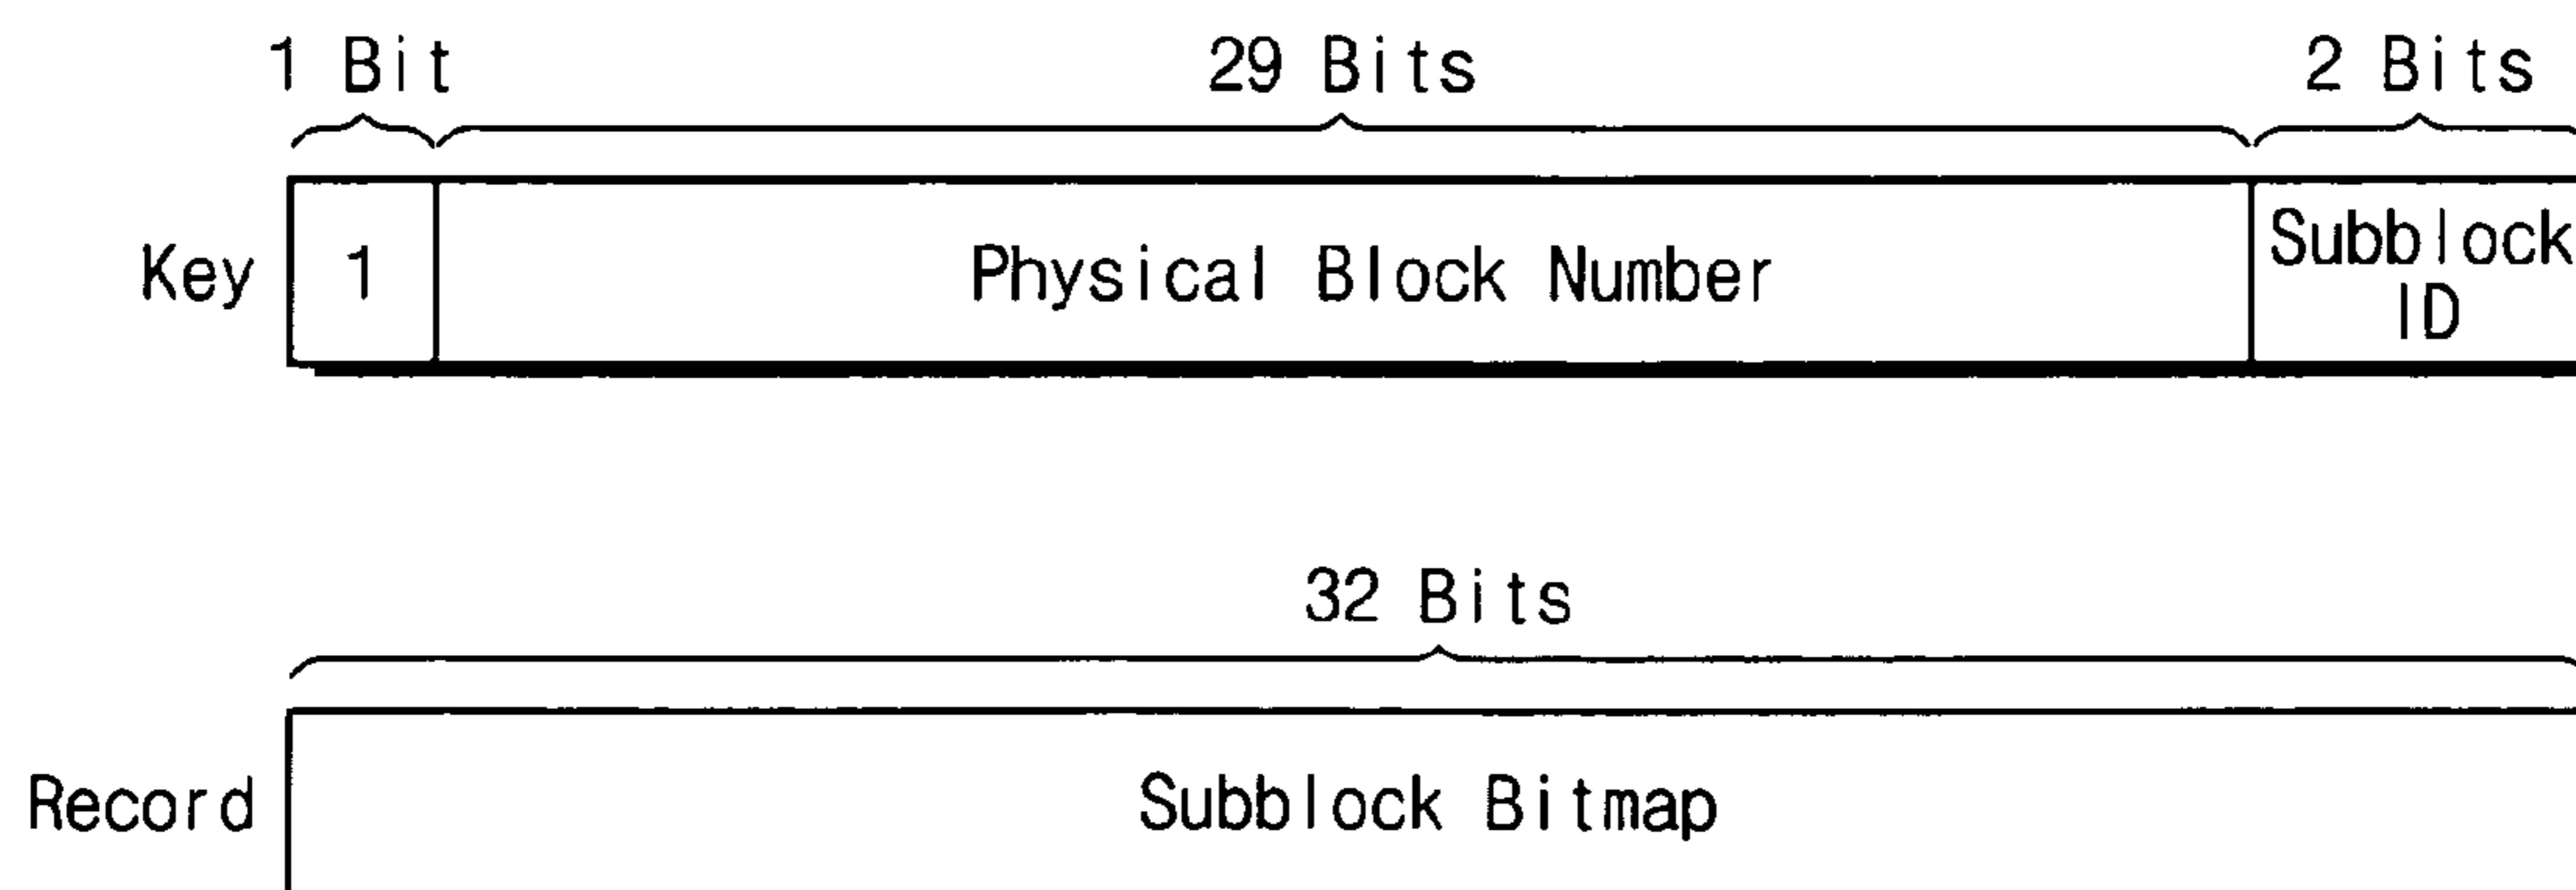 1 Bit 29 Bits 2 Bits
Key 1 Physical Block Number Subblock ID
32 Bits
Record Subblock Bitmap